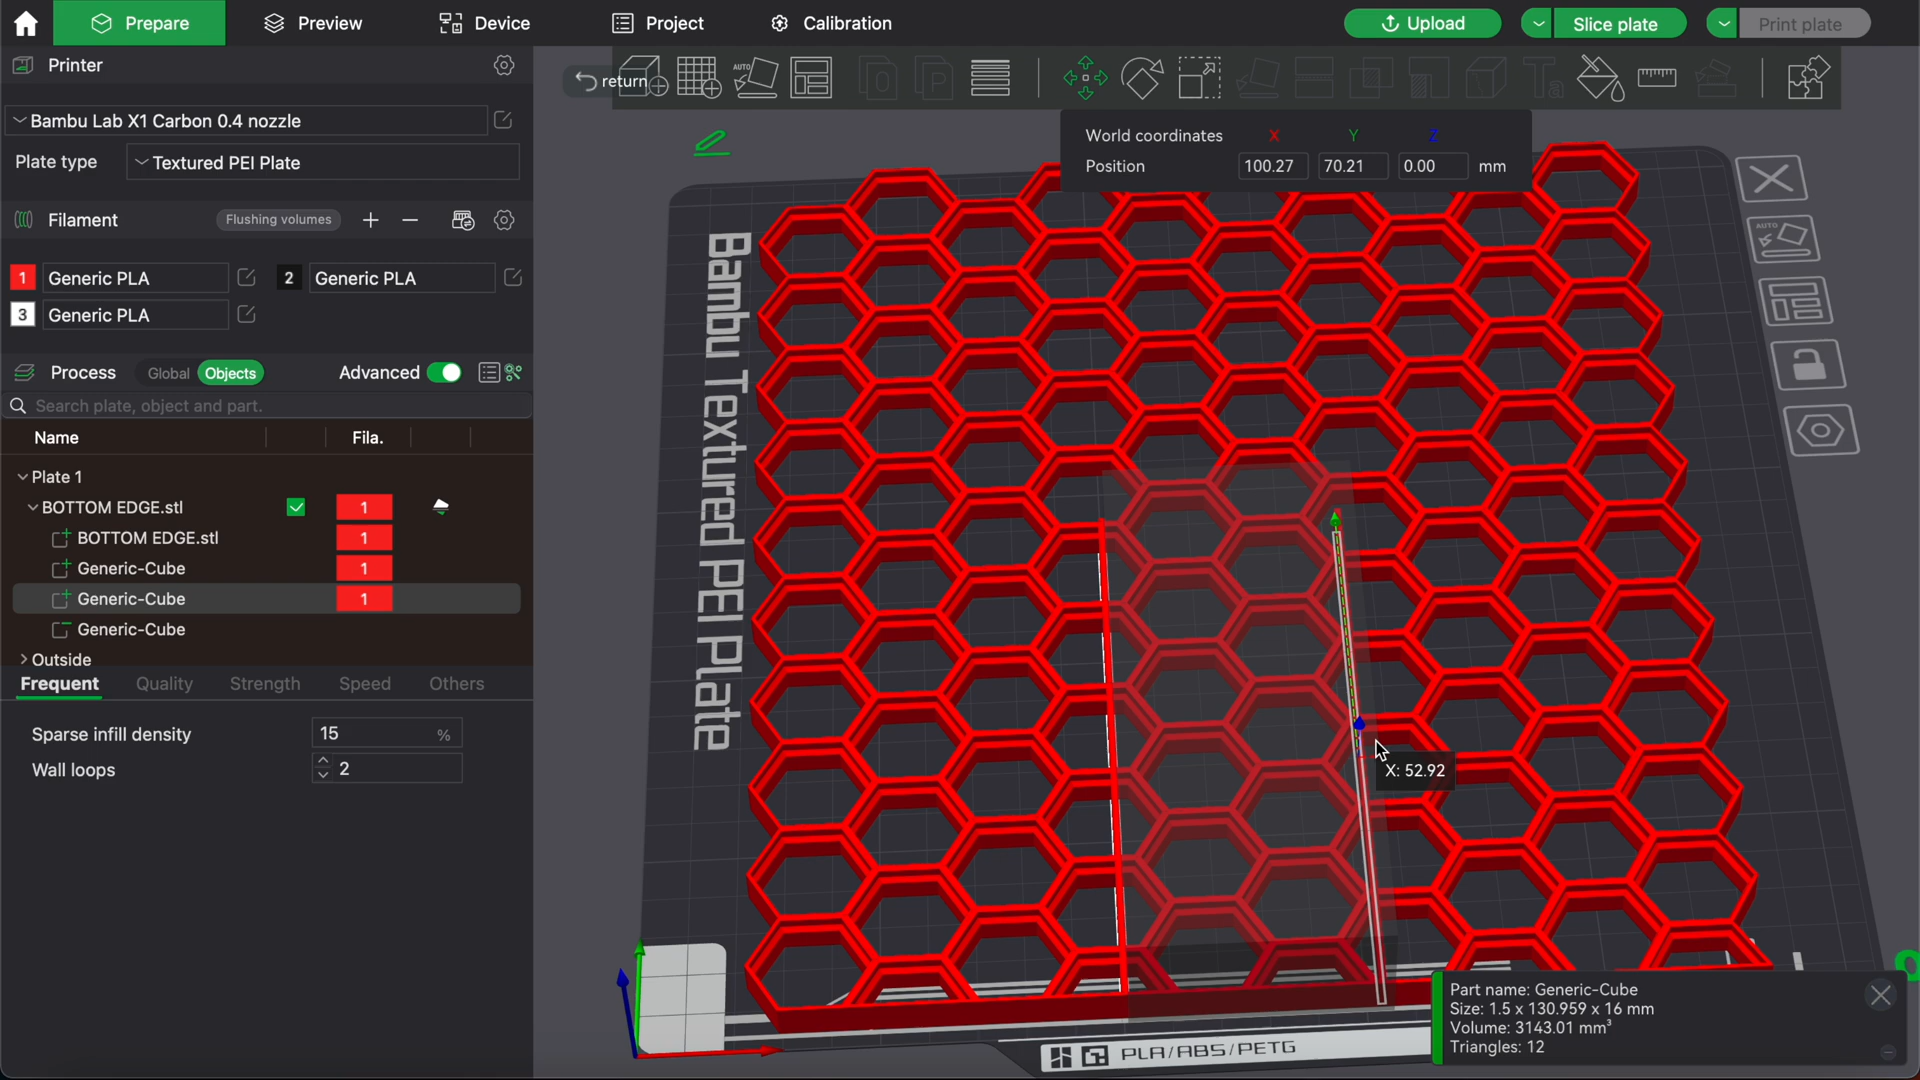 Prepare
Preview
Device
Project
Calibration
Upload
Slice plate
Print plate
Printer
return
AUTO
Ta
Bambu Lab X1 Carbon 0.4 nozzle
Plate type
Textured PEI Plate
World coordinates X Y Z
Position 100.27 70.21 0.00 mm
Filament
Flushing volumes
1 Generic PLA
2 Generic PLA
3 Generic PLA
AUTO
Process
Global
Objects
Advanced
Search plate, object and part.
Name
Fila.
Plate 1
BOTTOM EDGE.stl 1
BOTTOM EDGE.stl 1
Generic-Cube 1
Generic-Cube 1
Generic-Cube
Outside
Frequent
Quality
Strength
Speed
Others
Sparse infill density 15 %
Wall loops 2
Bambu Textured PEI Plate
X: 52.92
PLA/ABS/PETG
Part name: Generic-Cube
Size: 1.5 x 130.959 x 16 mm
Volume: 3143.01 mm³
Triangles: 12